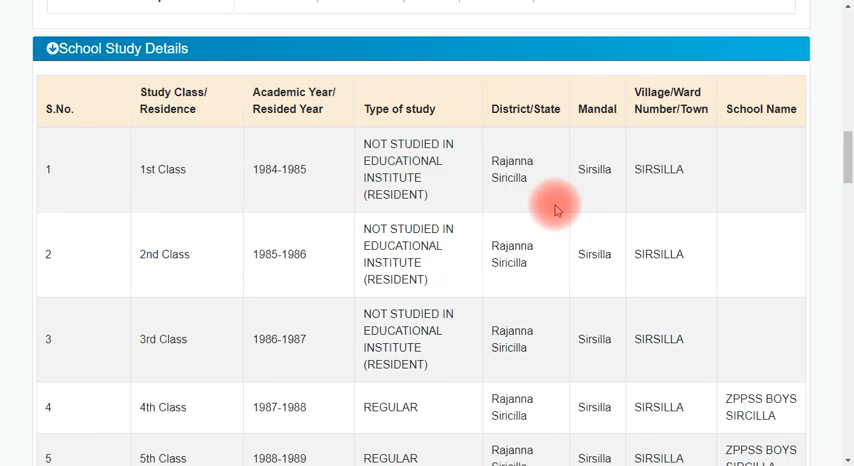 School Study Details
S.No. Study Class/ Residence Academic Year/ Resided Year Type of study District/State Mandal Village/Ward Number/Town School Name
1 1st Class 1984-1985 NOT STUDIED IN EDUCATIONAL INSTITUTE (RESIDENT) Rajanna Siricilla Sirsilla SIRSILLA
2 2nd Class 1985-1986 NOT STUDIED IN EDUCATIONAL INSTITUTE (RESIDENT) Rajanna Siricilla Sirsilla SIRSILLA
3 3rd Class 1986-1987 NOT STUDIED IN EDUCATIONAL INSTITUTE (RESIDENT) Rajanna Siricilla Sirsilla SIRSILLA
4 4th Class 1987-1988 REGULAR Rajanna Siricilla Sirsilla SIRSILLA ZPPSS BOYS SIRCILLA
5 5th Class 1988-1989 REGULAR Rajanna Sirsilla SIRSILLA ZPPSS BOYS